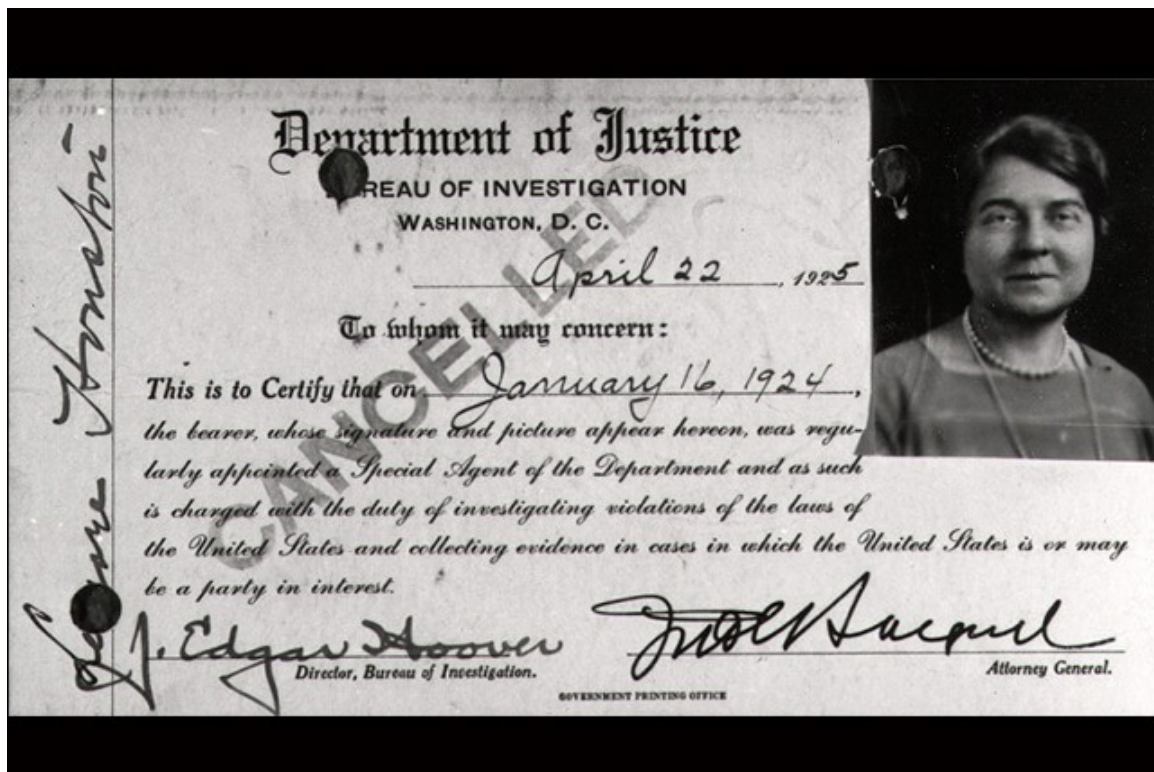 Department of Justice
BUREAU OF INVESTIGATION
WASHINGTON, D. C.
April 22, 1925
To whom it may concern:
This is to Certify that on January 16, 1924,
the bearer, whose signature and picture appear hereon, was regu-
larly appointed a Special Agent of the Department and as such
is charged with the duty of investigating violations of the laws of
the United States and collecting evidence in cases in which the United States is or may
be a party in interest.
J. Edgar Hoover
Director, Bureau of Investigation.
Attorney General.
GOVERNMENT PRINTING OFFICE
CANCELLED
Houston